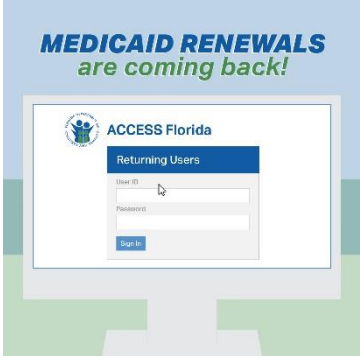 MEDICAID RENEWALS
are coming back!
ACCESS Florida
Returning Users
User ID
Password
Sign In